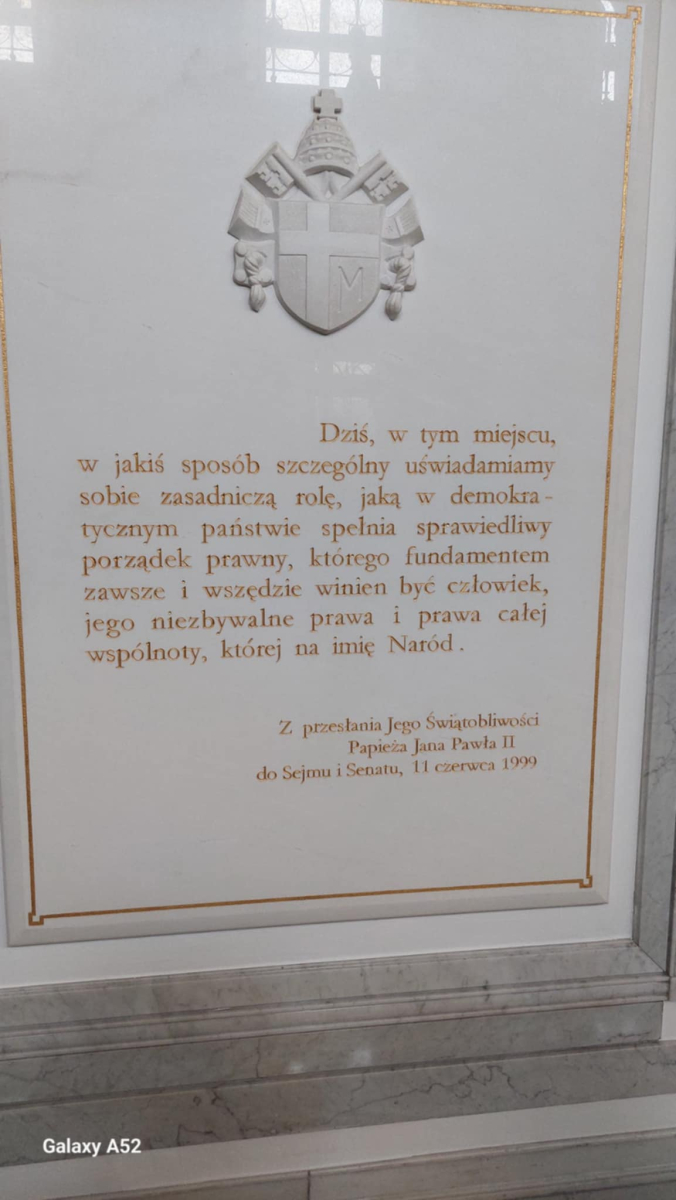 M
Dziś, w tym miejscu,
w jakiś sposób szczególny uświadamiamy
sobie zasadniczą rolę, jaką w demokra-
tycznym państwie spełnia sprawiedliwy
porządek prawny, którego fundamentem
zawsze i wszędzie winien być człowiek,
jego niezbywalne prawa i prawa całej
wspólnoty, której na imię Naród.
Z przesłania Jego Świątobliwości
Papieża Jana Pawła II
do Sejmu i Senatu, 11 czerwca 1999
Galaxy A52